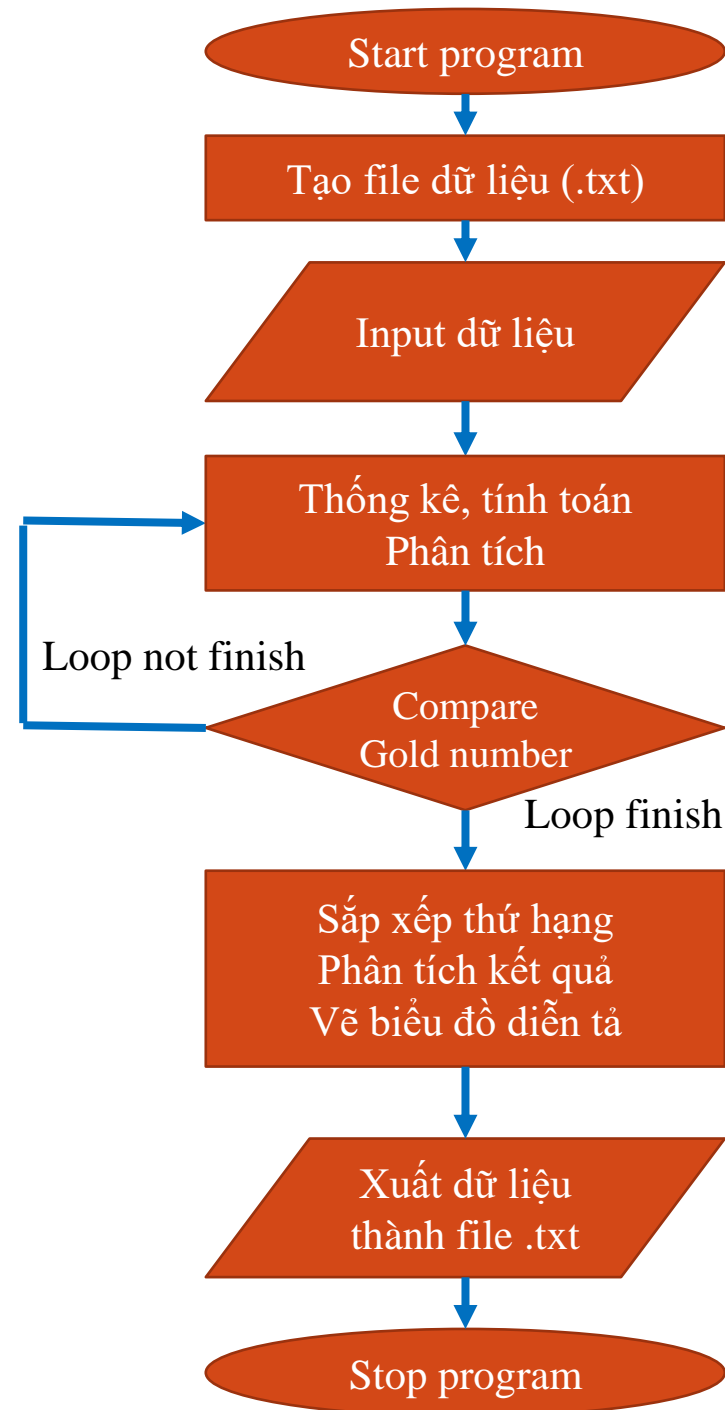 Start program
Tạo file dữ liệu (.txt)
Input dữ liệu
Thống kê, tính toán
Phân tích
Loop not finish
Compare
Gold number
Loop finish
Sắp xếp thứ hạng
Phân tích kết quả
Vẽ biểu đồ diễn tả
Xuất dữ liệu
thành file .txt
Stop program